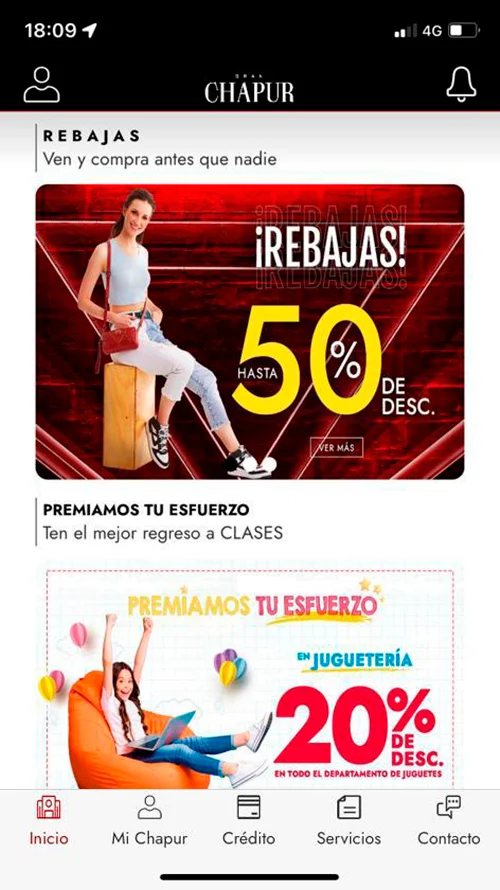 18:09
4G
GRAN
CHAPUR
REBAJAS
Ven y compra antes que nadie
¡REBAJAS!
¡REBAJAS!
¡REBAJAS!
HASTA 50% DE DESC.
VER MÁS
PREMIAMOS TU ESFUERZO
Ten el mejor regreso a CLASES
PREMIAMOS TU ESFUERZO
EN JUGUETERÍA
20%
DE
DESC.
EN TODO EL DEPARTAMENTO DE JUGUETES
Inicio
Mi Chapur
Crédito
Servicios
Contacto